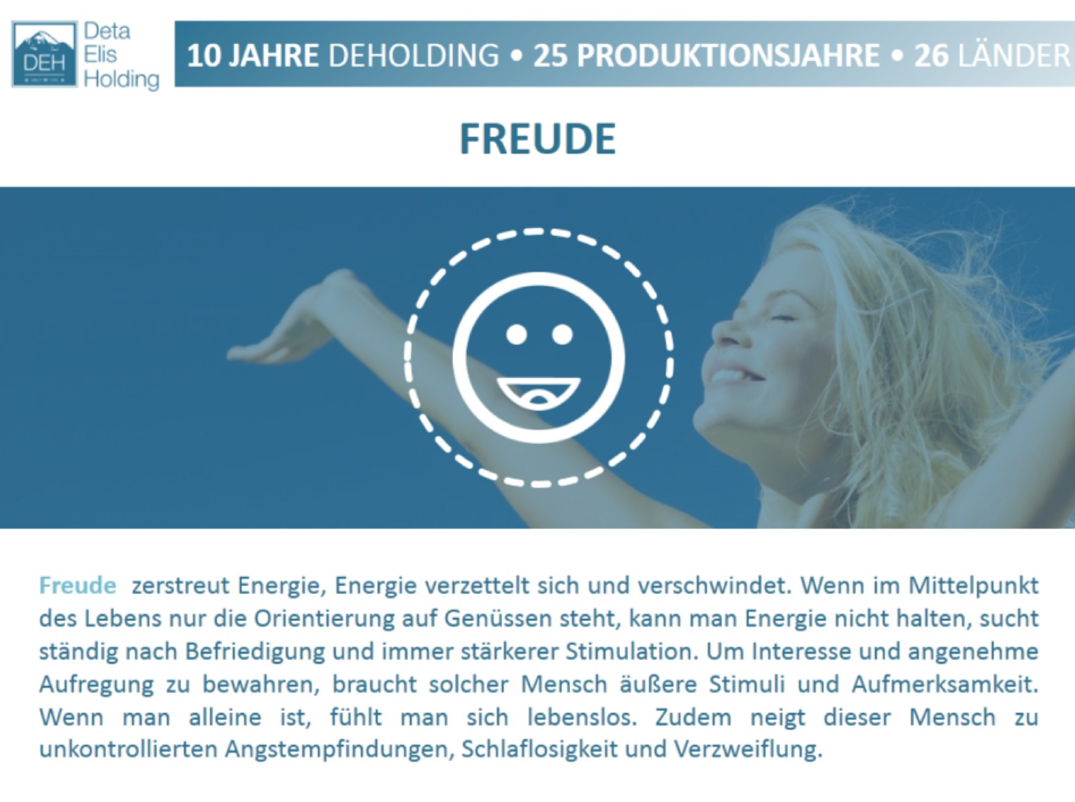 DEH
Deta
Elis
Holding
10 JAHRE DEHOLDING • 25 PRODUKTIONSJAHRE • 26 LÄNDER
FREUDE
Freude zerstreut Energie, Energie verzettelt sich und verschwindet. Wenn im Mittelpunkt
des Lebens nur die Orientierung auf Genüssen steht, kann man Energie nicht halten, sucht
ständig nach Befriedigung und immer stärkerer Stimulation. Um Interesse und angenehme
Aufregung zu bewahren, braucht solcher Mensch äußere Stimuli und Aufmerksamkeit.
Wenn man alleine ist, fühlt man sich lebenslos. Zudem neigt dieser Mensch zu
unkontrollierten Angstempfindungen, Schlaflosigkeit und Verzweiflung.